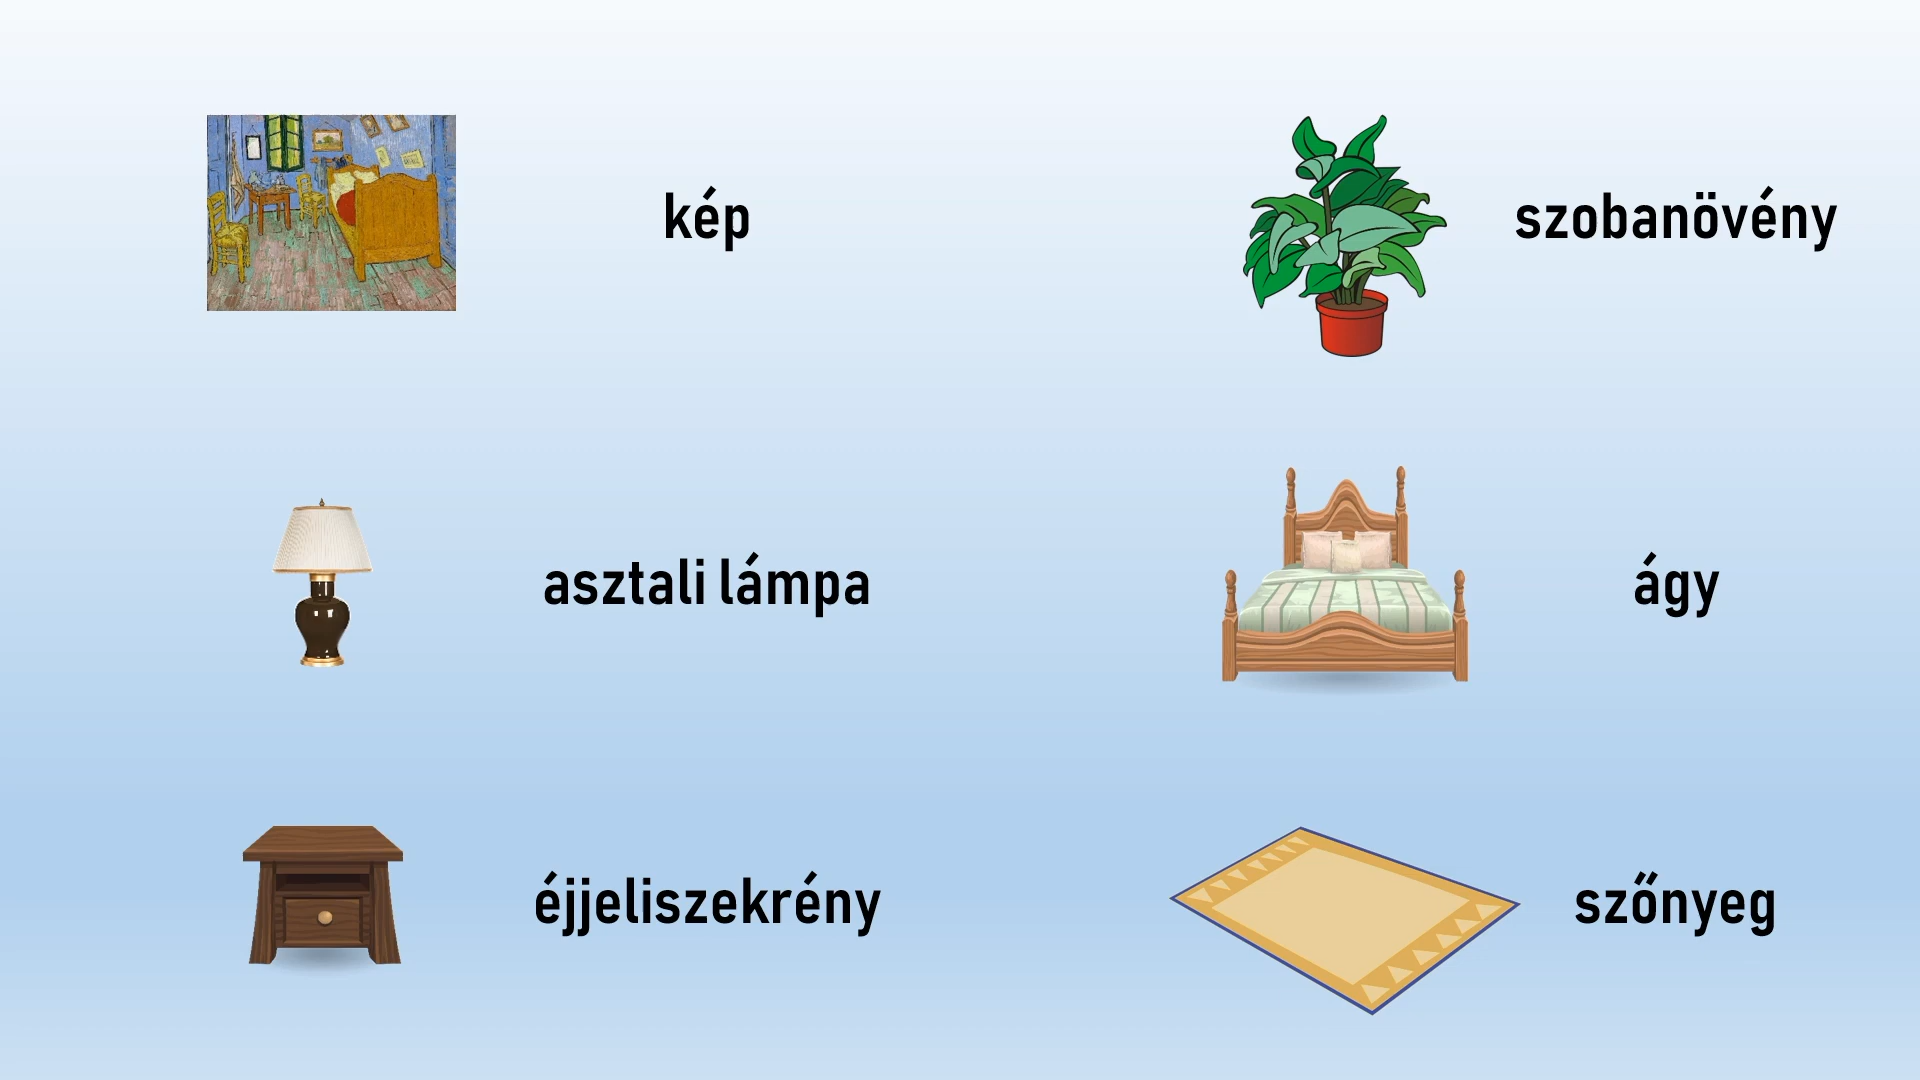 kép
szobanövény
asztali lámpa
ágy
éjjeliszekrény
szőnyeg